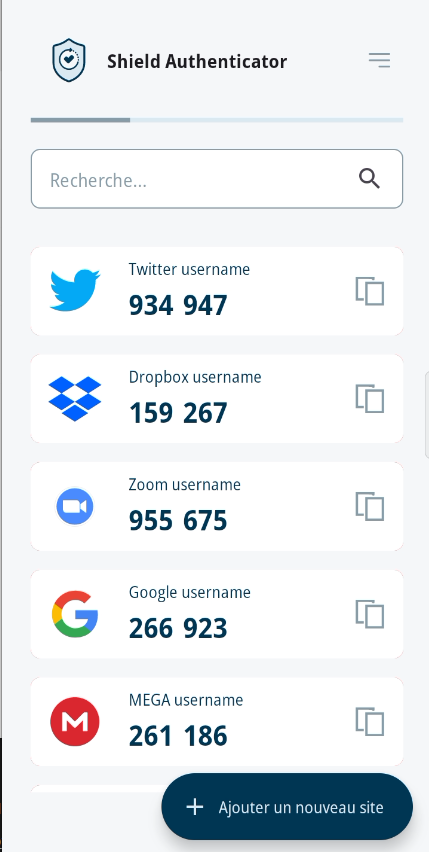 Shield Authenticator
Recherche...
Twitter username
934 947
Dropbox username
159 267
Zoom username
955 675
Google username
266 923
MEGA username
261 186
+ Ajouter un nouveau site